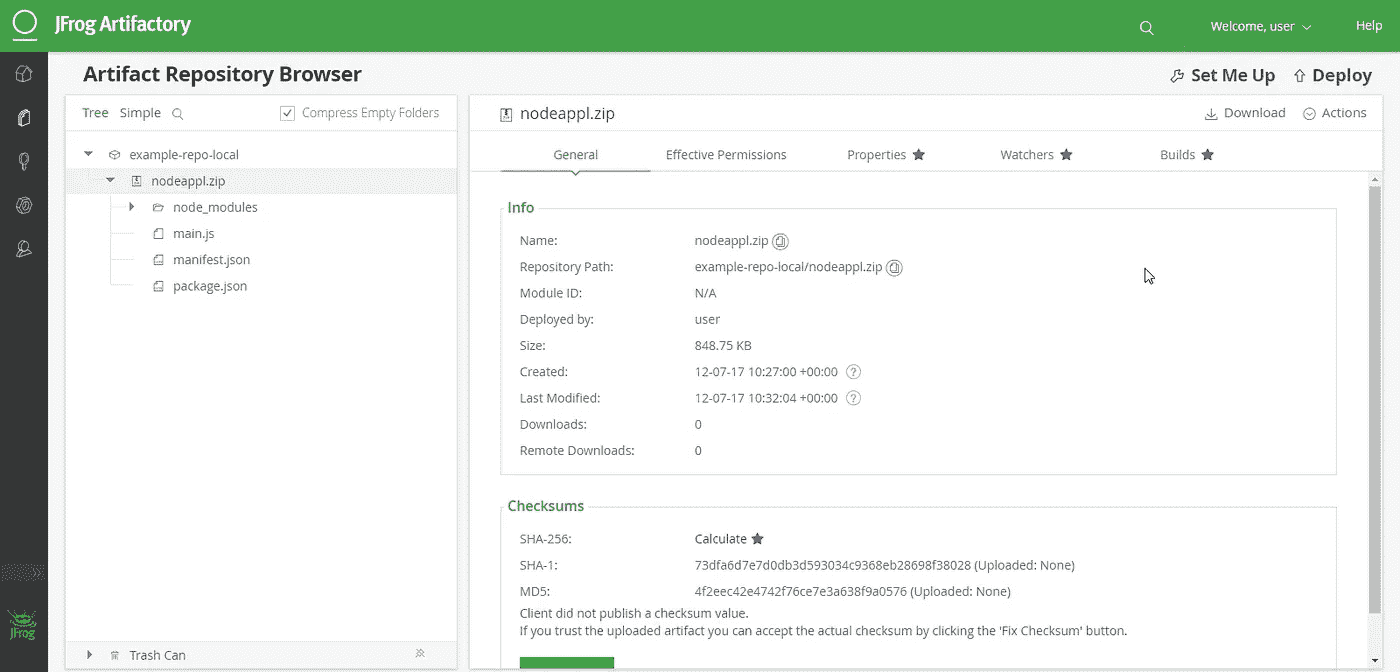 JFrog Artifactory
Welcome, user
Help
Artifact Repository Browser
Set Me Up
Deploy
Tree Simple
Compress Empty Folders
example-repo-local
nodeappl.zip
node_modules
main.js
manifest.json
package.json
Trash Can
JFrog
nodeappl.zip
Download
Actions
General
Effective Permissions
Properties
Watchers
Builds
Info
Name: nodeappl.zip
Repository Path: example-repo-local/nodeappl.zip
Module ID: N/A
Deployed by: user
Size: 848.75 KB
Created: 12-07-17 10:27:00 +00:00 ?
Last Modified: 12-07-17 10:32:04 +00:00 ?
Downloads: 0
Remote Downloads: 0
Checksums
SHA-256: Calculate
SHA-1: 73dfa6d7e7d0db3d593034c9368eb28698f38028 (Uploaded: None)
MD5: 4f2eec42e4742f76ce7e3a638f9a0576 (Uploaded: None)
Client did not publish a checksum value.
If you trust the uploaded artifact you can accept the actual checksum by clicking the 'Fix Checksum' button.